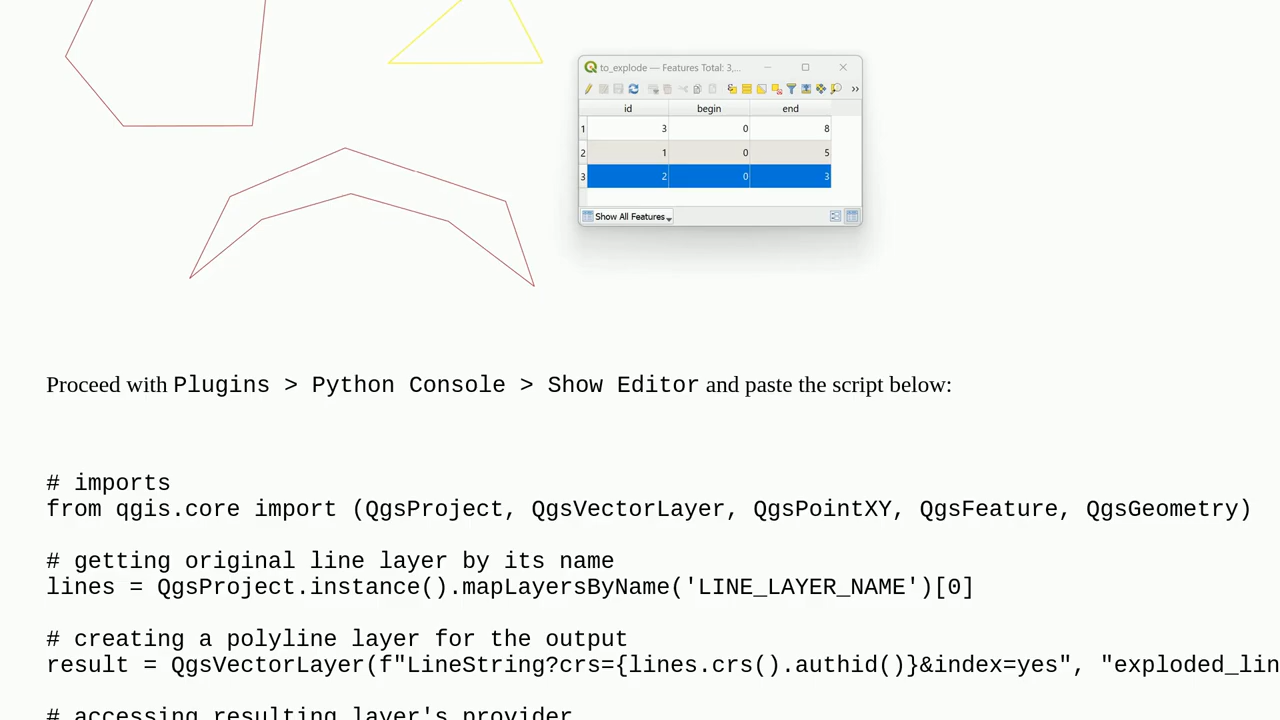 to_explode — Features Total: 3,...
id begin end
1 3 0 8
2 1 0 5
3 2 0 3
Show All Features
Proceed with Plugins > Python Console > Show Editor and paste the script below:
# imports
from qgis.core import (QgsProject, QgsVectorLayer, QgsPointXY, QgsFeature, QgsGeometry)
# getting original line layer by its name
lines = QgsProject.instance().mapLayersByName('LINE_LAYER_NAME')[0]
# creating a polyline layer for the output
result = QgsVectorLayer(f"LineString?crs={lines.crs().authid()}&index=yes", "exploded_lin
# accessing resulting layer's provider